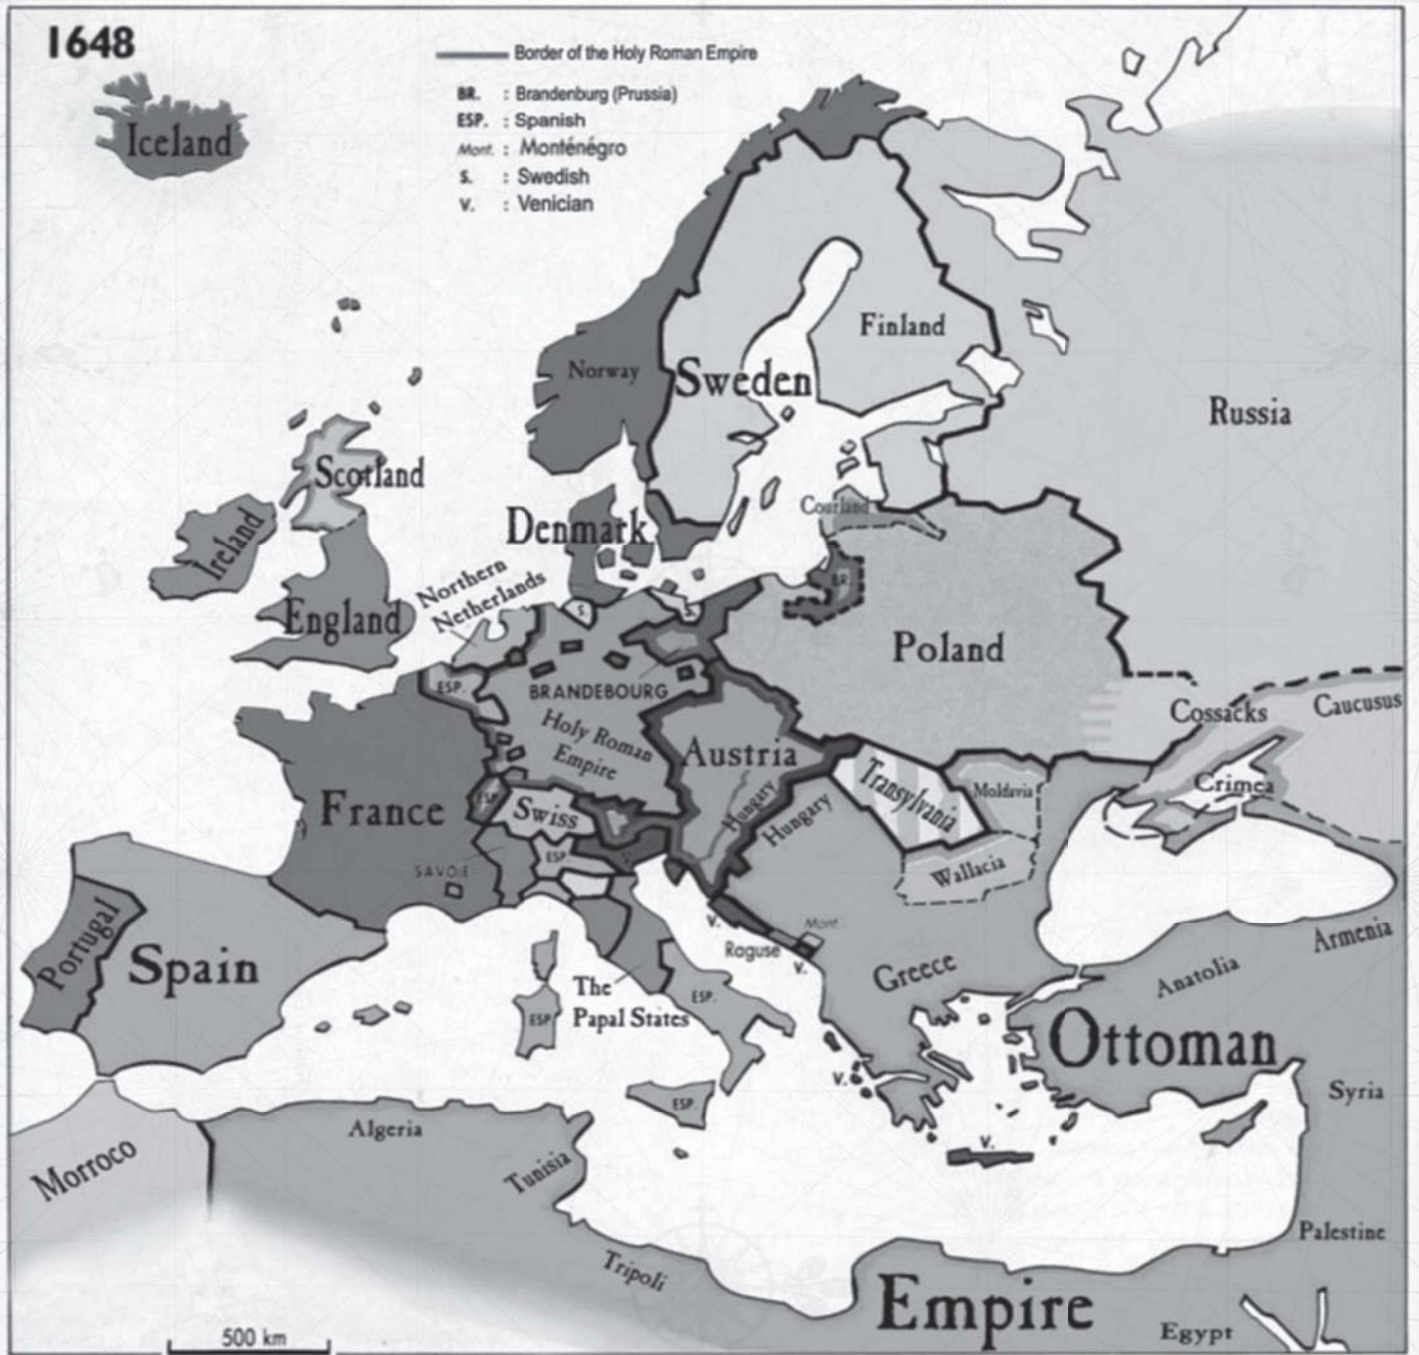 1648
Border of the Holy Roman Empire
BR. : Brandenburg (Prussia)
ESP. : Spanish
Mont. : Monténégro
S. : Swedish
V. : Venician
Iceland
Norway
Sweden
Finland
Russia
Scotland
Ireland
England
Denmark
Courland
BR.
Northern
Netherlands
S.
S.
Poland
ESP.
BRANDEBOURG
Holy Roman
Empire
Austria
Cossacks
Caucusus
Crimea
Transylvania
Moldavia
Hungary
Hungary
Wallacia
France
ESP.
Swiss
ESP.
V.
SAVOIE
Portugal
Spain
V.
Raguse
Mont.
V.
Greece
Anatolia
Armenia
The
Papal States
ESP.
ESP.
ESP.
V.
V.
Ottoman
Syria
Morroco
Algeria
Tunisia
Tripoli
Palestine
Empire
Egypt
500 km